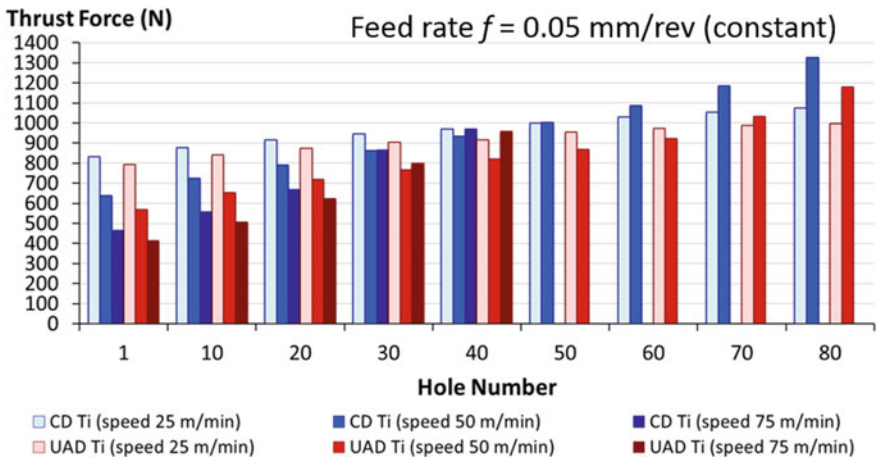 Thrust Force (N)
Feed rate f = 0.05 mm/rev (constant)
1400
1300
1200
1100
1000
900
800
700
600
500
400
300
200
100
0
1 10 20 30 40 50 60 70 80
Hole Number
CD Ti (speed 25 m/min) CD Ti (speed 50 m/min) CD Ti (speed 75 m/min)
UAD Ti (speed 25 m/min) UAD Ti (speed 50 m/min) UAD Ti (speed 75 m/min)